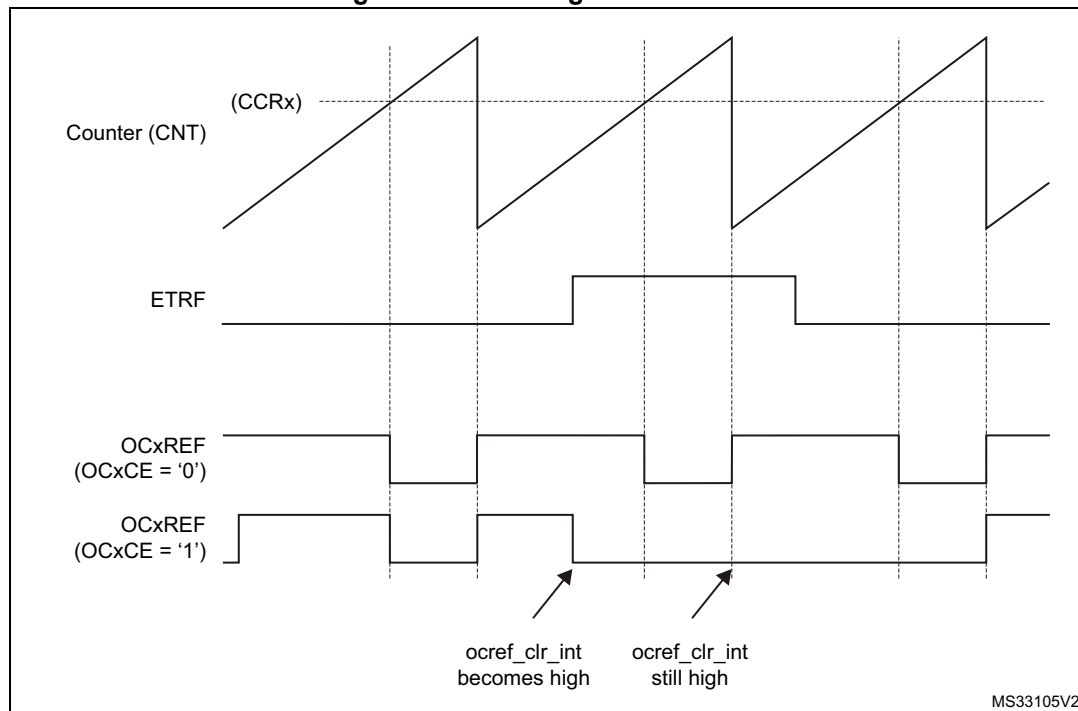 (CCRx)
Counter (CNT)
ETRF
OCxREF
(OCxCE = ‘0’)
OCxREF
(OCxCE = ‘1’)
ocref_clr_int
becomes high
ocref_clr_int
still high
MS33105V2